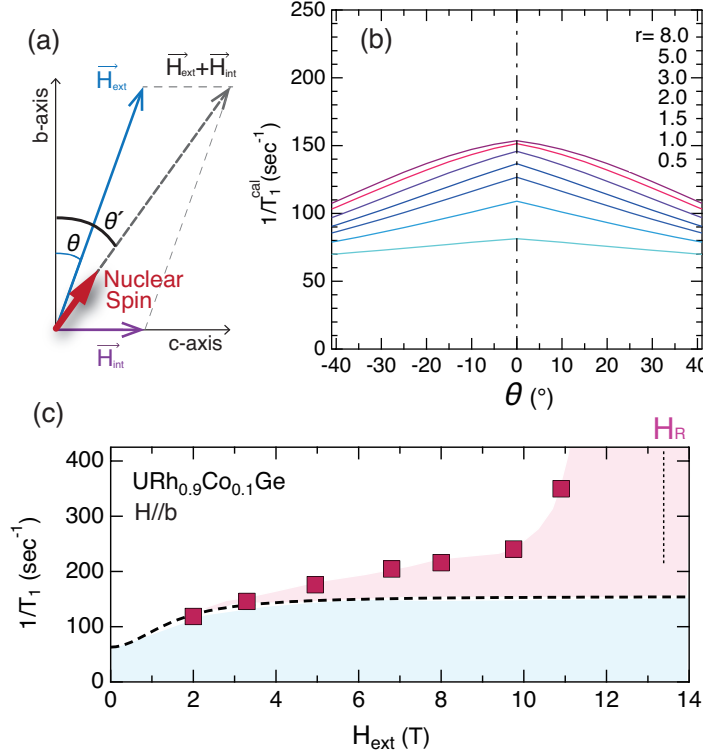 (a)
b-axis
H_ext
H_ext+H_int
θ
θ′
Nuclear
Spin
H_int
c-axis
(b)
1/T_1^cal (sec⁻¹)
250
200
150
100
50
0
r= 8.0
5.0
3.0
2.0
1.5
1.0
0.5
-40 -30 -20 -10 0 10 20 30 40
θ (°)
(c)
1/T₁ (sec⁻¹)
400
300
200
100
0
URh₀.₉Co₀.₁Ge
H//b
H_R
0 2 4 6 8 10 12 14
H_ext (T)